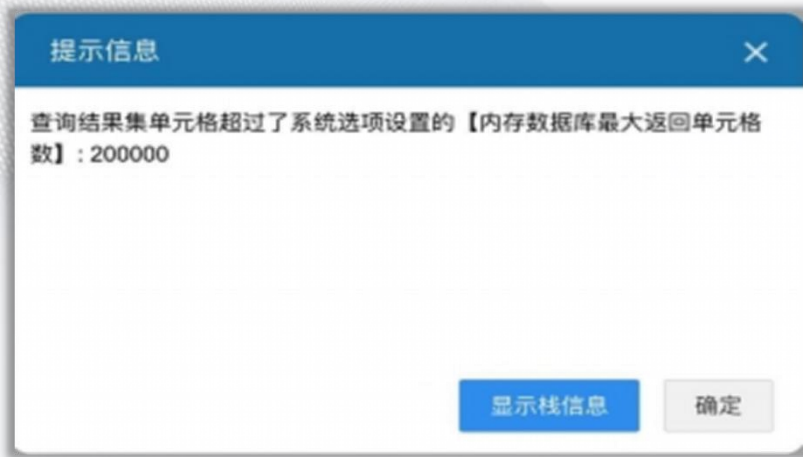 提示信息
查询结果集单元格超过了系统选项设置的【内存数据库最大返回单元格
数】: 200000
显示栈信息
确定